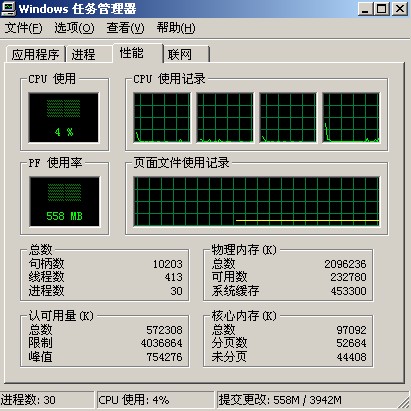 Windows 任务管理器
文件(F) 选项(O) 查看(V) 帮助(H)
应用程序 进程 性能 联网
CPU 使用 CPU 使用记录
4 %
PF 使用率 页面文件使用记录
558 MB
总数 物理内存(K)
句柄数 10203 总数 2096236
线程数 413 可用数 232780
进程数 30 系统缓存 453300
认可用量(K) 核心内存(K)
总数 572308 总数 97092
限制 4036864 分页数 52684
峰值 754276 未分页 44408
进程数: 30 CPU 使用: 4% 提交更改: 558M / 3942M